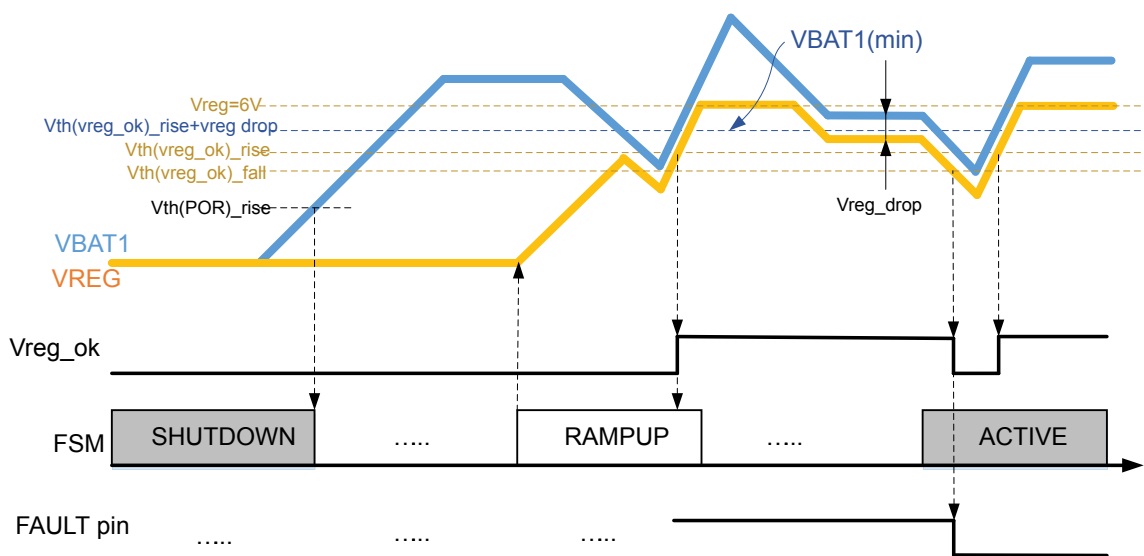 VBAT1(min)
Vreg=6V
Vth(vreg_ok)_rise+vreg drop
Vth(vreg_ok)_rise
Vth(vreg_ok)_fall
Vth(POR)_rise
Vreg_drop
VBAT1
VREG
Vreg_ok
FSM SHUTDOWN ..... RAMPUP ..... ACTIVE
FAULT pin ..... ..... .....